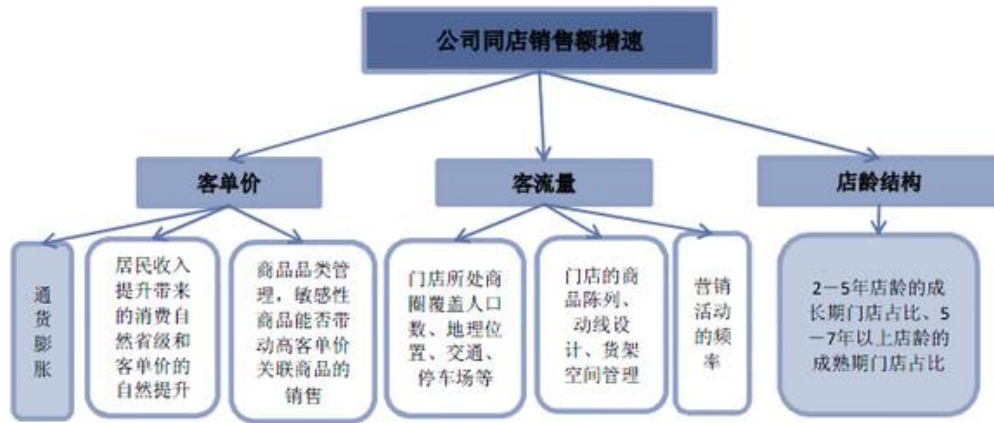 公司同店销售额增速
客单价
客流量
店龄结构
通
货
膨
胀
居民收入
提升带来
的消费自
然省级和
客单价的
自然提升
商品品类管
理，敏感性
商品能否带
动高客单价
关联商品的
销售
门店所处商
圈覆盖人口
数、地理位
置、交通、
停车场等
门店的商
品陈列、
动线设
计、货架
空间管理
营销
活动
的频
率
2－5年店龄的成
长期门店占比、5
－7年以上店龄的
成熟期门店占比